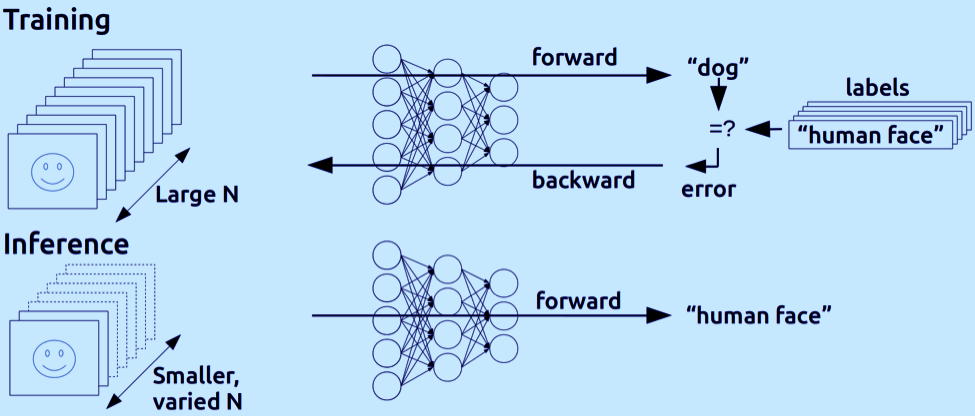 Training
forward
“dog”
labels
=?
“human face”
Large N
backward
error
Inference
forward
“human face”
Smaller,
varied N